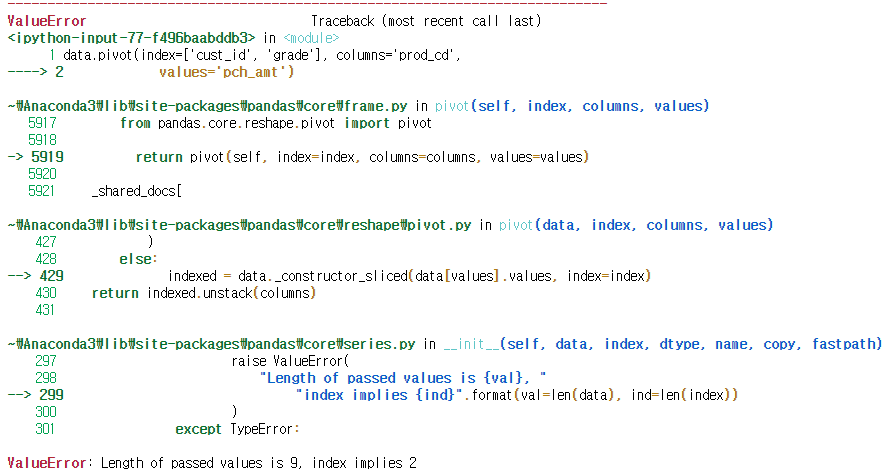 ---------------------------------------------------------------------------
ValueError                                Traceback (most recent call last)
<ipython-input-77-f496baabddb3> in <module>
      1 data.pivot(index=['cust_id', 'grade'], columns='prod_cd',
----> 2            values='pch_amt')

~₩Anaconda3₩lib₩site-packages₩pandas₩core₩frame.py in pivot(self, index, columns, values)
   5917         from pandas.core.reshape.pivot import pivot
   5918
-> 5919         return pivot(self, index=index, columns=columns, values=values)
   5920
   5921     _shared_docs[

~₩Anaconda3₩lib₩site-packages₩pandas₩core₩reshape₩pivot.py in pivot(data, index, columns, values)
    427             )
    428         else:
--> 429             indexed = data._constructor_sliced(data[values].values, index=index)
    430     return indexed.unstack(columns)
    431

~₩Anaconda3₩lib₩site-packages₩pandas₩core₩series.py in __init__(self, data, index, dtype, name, copy, fastpath)
    297                         raise ValueError(
    298                             "Length of passed values is {val}, "
--> 299                             "index implies {ind}".format(val=len(data), ind=len(index))
    300                         )
    301                 except TypeError:

ValueError: Length of passed values is 9, index implies 2